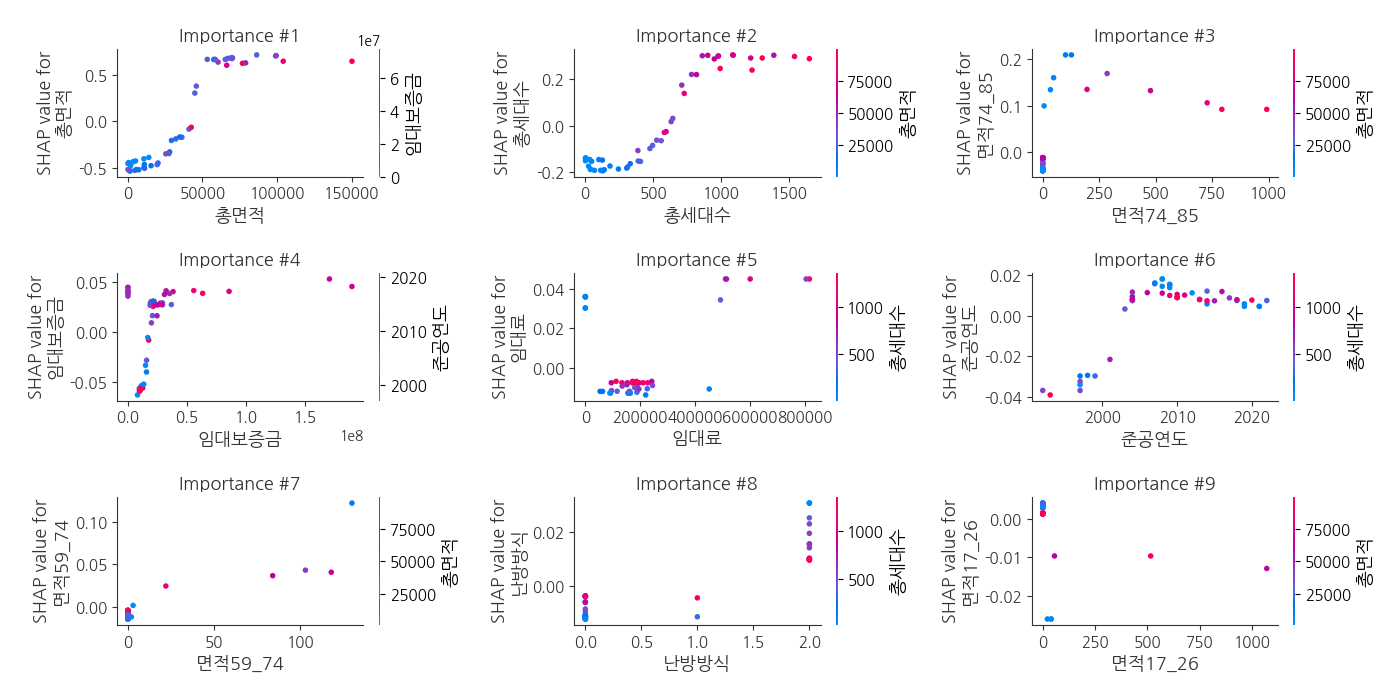 Importance #1
1e7
SHAP value for
총면적
0.5
0.0
-0.5
0
50000
100000
150000
총면적
6
4
2
0
임대보증금
Importance #2
SHAP value for
총세대수
0.2
0.0
-0.2
0
500
1000
1500
총세대수
75000
50000
25000
총면적
Importance #3
SHAP value for
면적74_85
0.2
0.1
0.0
0
250
500
750
1000
면적74_85
75000
50000
25000
총면적
Importance #4
SHAP value for
임대보증금
0.05
0.00
-0.05
0.0
0.5
1.0
1.5
1e8
임대보증금
2020
2010
2000
준공연도
Importance #5
SHAP value for
임대료
0.04
0.02
0.00
0
200000
400000
600000
800000
임대료
1000
500
총세대수
Importance #6
SHAP value for
준공연도
0.02
0.00
-0.02
-0.04
2000
2010
2020
준공연도
1000
500
총세대수
Importance #7
SHAP value for
면적59_74
0.10
0.05
0.00
0
50
100
면적59_74
75000
50000
25000
총면적
Importance #8
SHAP value for
난방방식
0.02
0.00
0.0
0.5
1.0
1.5
2.0
난방방식
1000
500
총세대수
Importance #9
SHAP value for
면적17_26
0.00
-0.01
-0.02
0
250
500
750
1000
면적17_26
75000
50000
25000
총면적